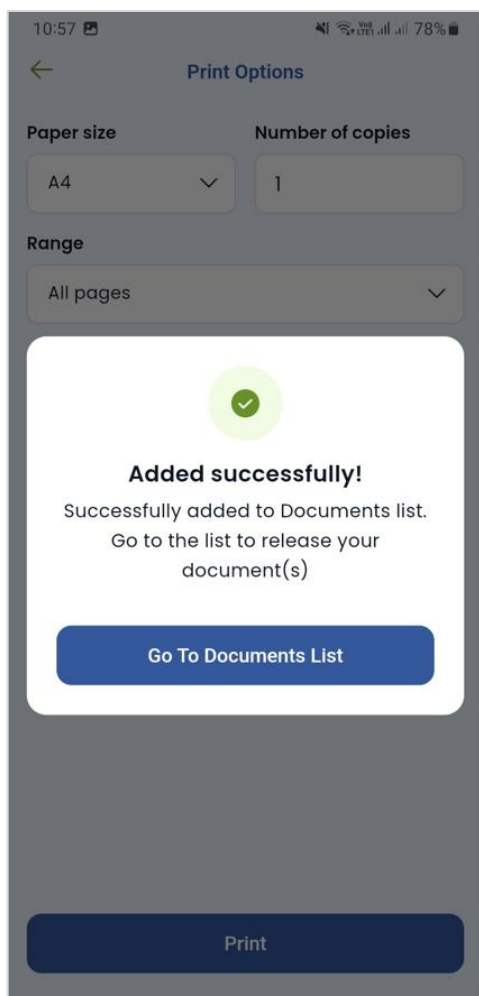 10:57 78%
Print Options
Paper size Number of copies
A4 1
Range
All pages
Added successfully!
Successfully added to Documents list.
Go to the list to release your
document(s)
Go To Documents List
Print